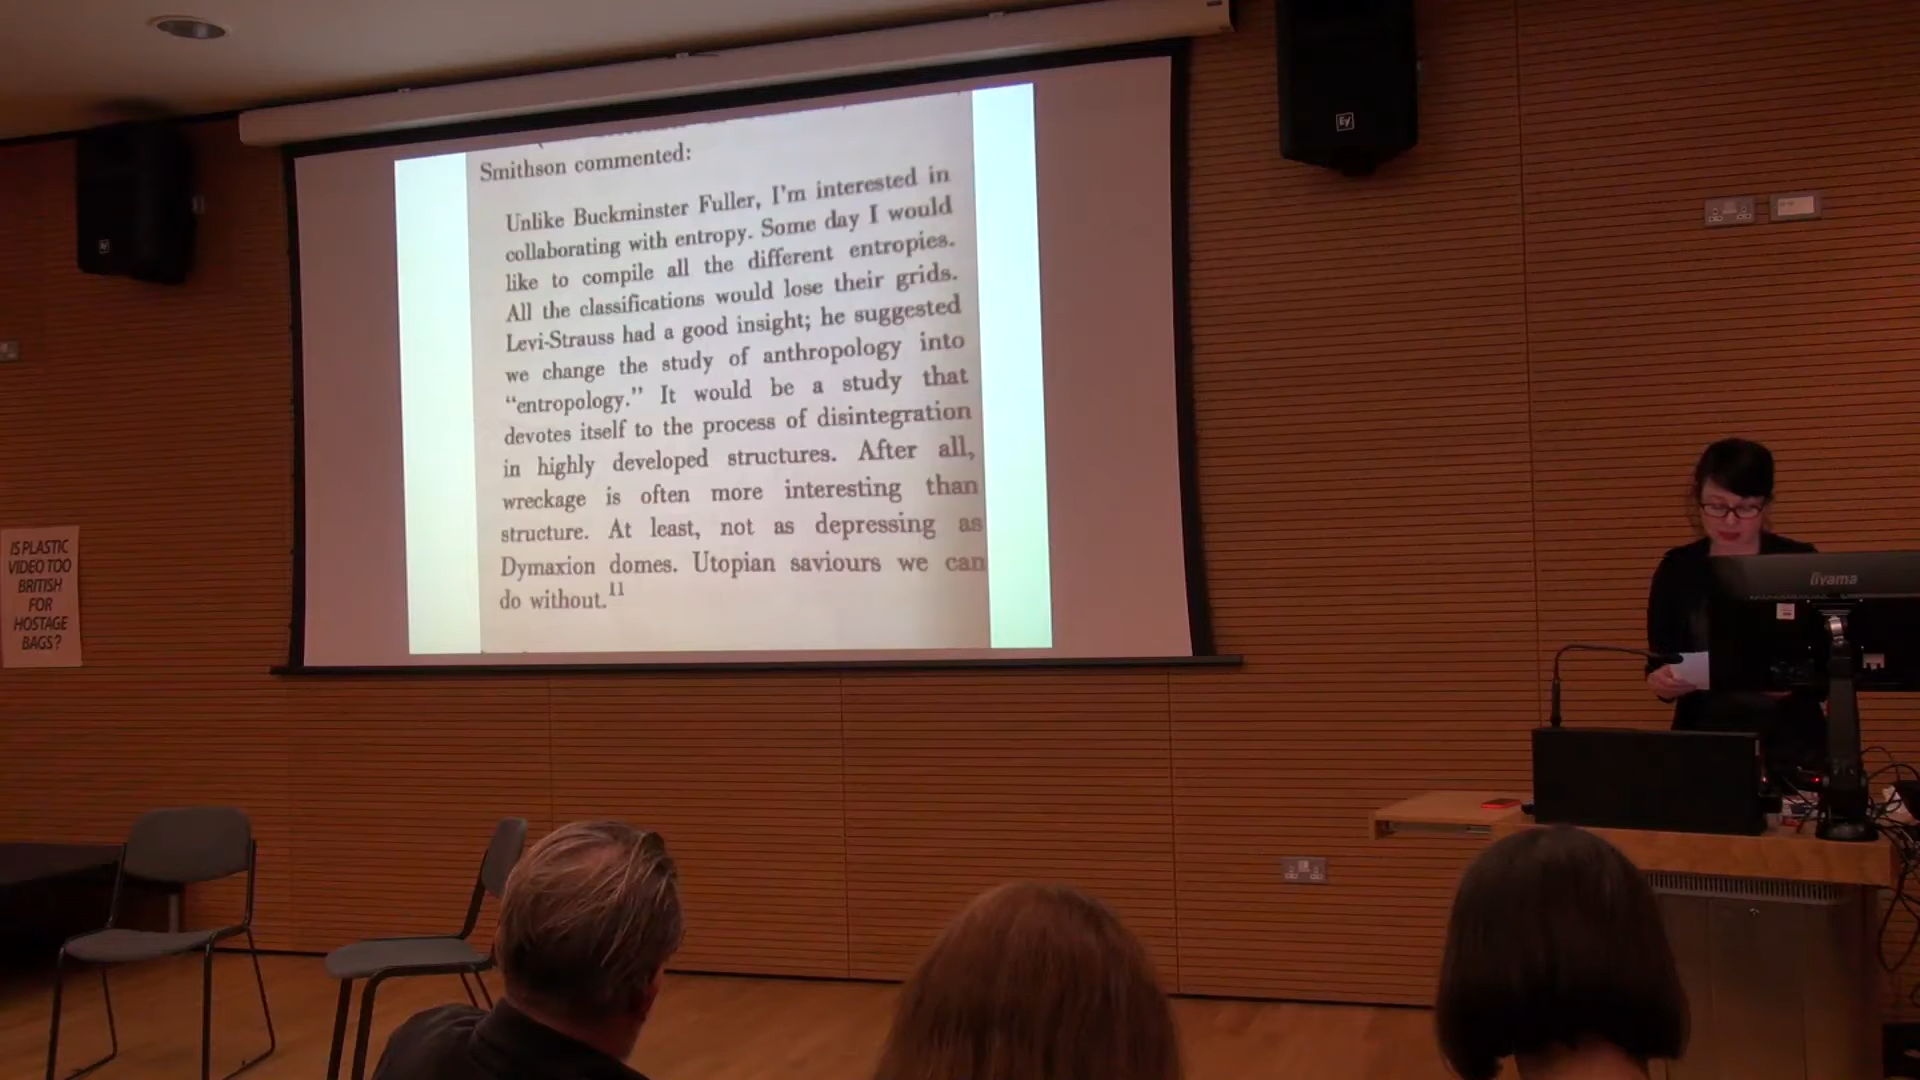 Smithson commented:
Unlike Buckminster Fuller, I'm interested in
collaborating with entropy. Some day I would
like to compile all the different entropies.
All the classifications would lose their grids.
Levi-Strauss had a good insight; he suggested
we change the study of anthropology into
“entropology.” It would be a study that
devotes itself to the process of disintegration
in highly developed structures. After all,
wreckage is often more interesting than
structure. At least, not as depressing as
Dymaxion domes. Utopian saviours we can
do without.11
IS PLASTIC
VIDEO TOO
BRITISH
FOR
HOSTAGE
BAGS?
EV
EV
iiyama